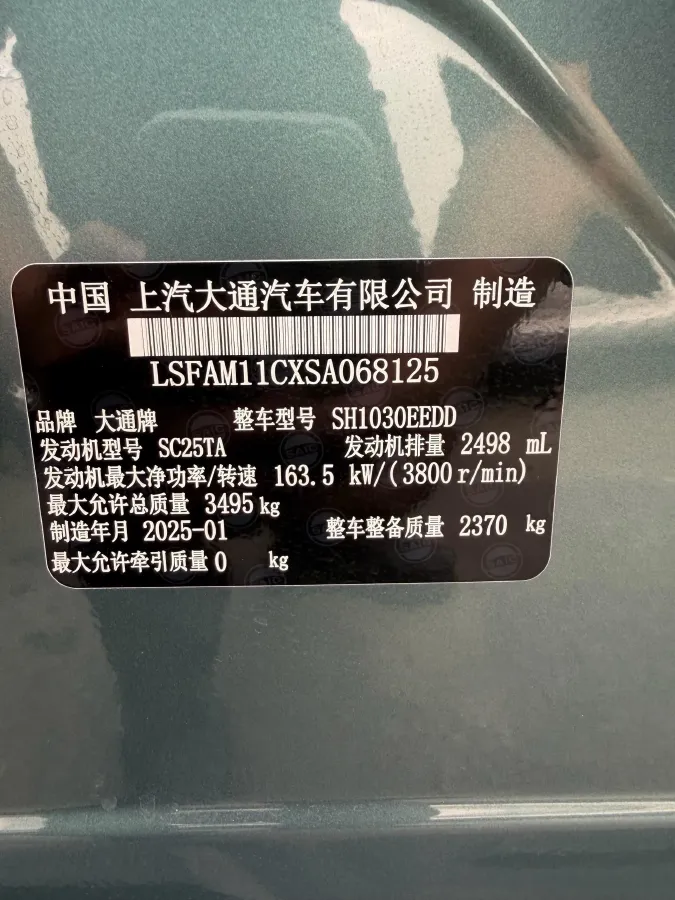 中国 上汽大通汽车有限公司 制造
LSFAM11CXSA068125
品牌 大通牌 整车型号 SH1030EEDD
发动机型号 SC25TA 发动机排量 2498 mL
发动机最大净功率/转速 163.5 kW/(3800r/min)
最大允许总质量 3495kg
制造年月 2025-01 整车整备质量 2370 kg
最大允许牵引质量0 kg